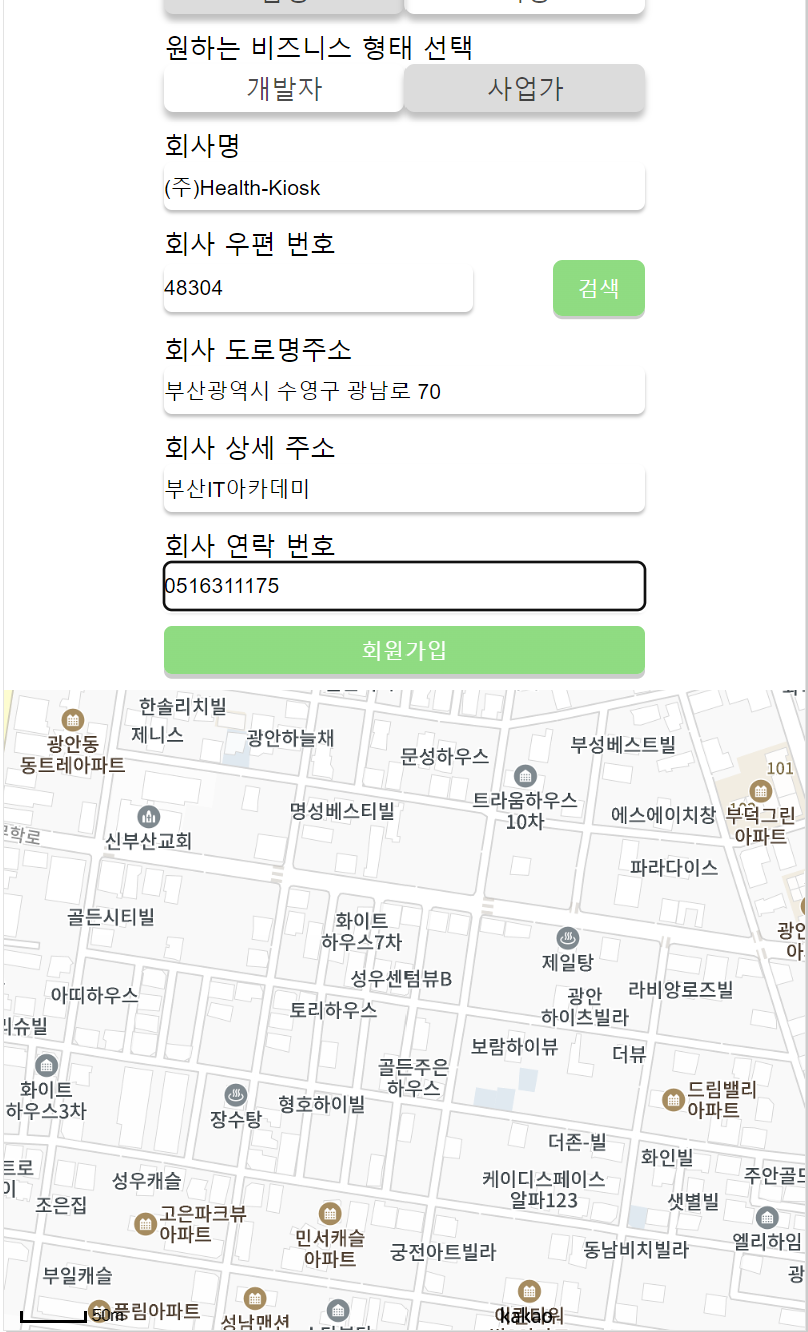 원하는 비즈니스 형태 선택
개발자
사업가
회사명
(주)Health-Kiosk
회사 우편 번호
48304
검색
회사 도로명주소
부산광역시 수영구 광남로 70
회사 상세 주소
부산IT아카데미
회사 연락 번호
0516311175
회원가입
한솔리치빌
제니스
광안하늘채
광안동
동트레아파트
문성하우스
부성베스트빌
101
트라움하우스
10차
명성베스티빌
에스에이치창
부덕그린
아파트
신부산교회
파라다이스
골든시티빌
화이트
하우스7차
제일탕
성우센텀뷰B
아띠하우스
토리하우스
광안
하이츠빌라
라비앙로즈빌
리슈빌
보람하이뷰
더뷰
골든주은
하우스
화이트
하우스3차
장수탕
형호하이빌
드림밸리
아파트
더존-빌
화인빌
성우캐슬
케이디스페이스
알파123
주안골드
조은집
샛별빌
고은파크뷰
아파트
민서캐슬
아파트
궁전아트빌라
동남비치빌라
엘리하임
부일캐슬
50m
풍림아파트
성남맨션
kakao